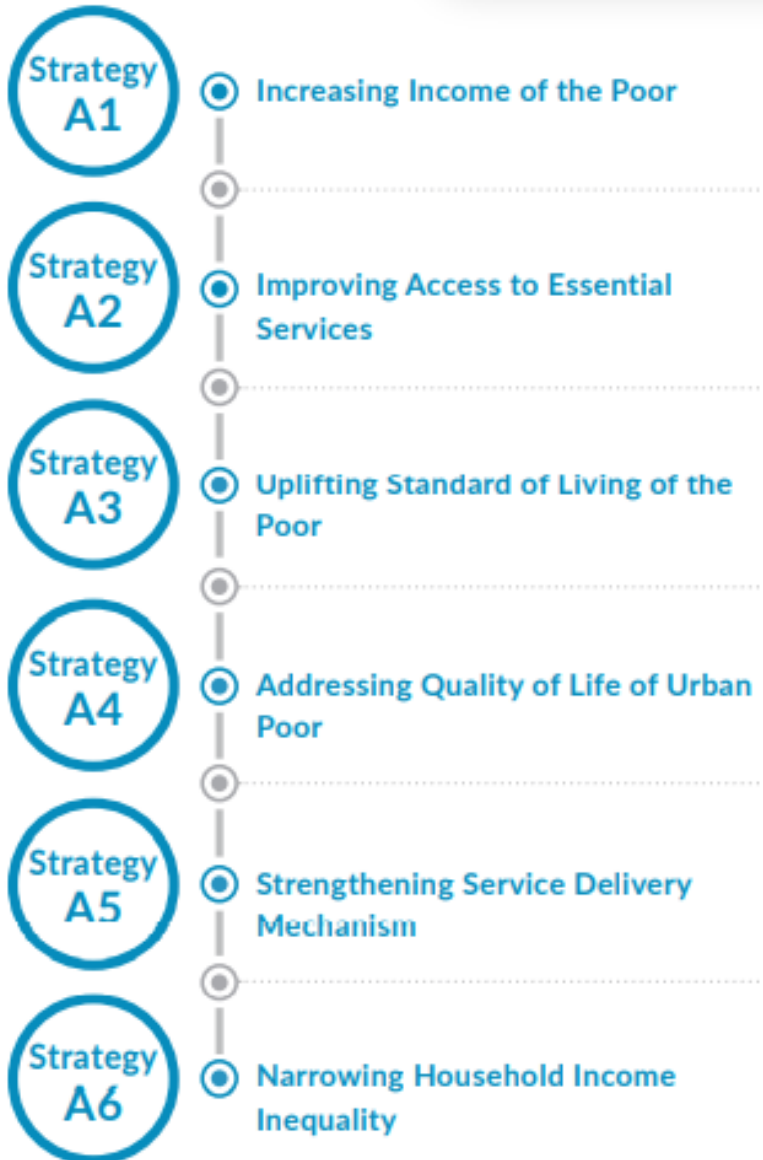 Strategy
A1
Increasing Income of the Poor
Strategy
A2
Improving Access to Essential
Services
Strategy
A3
Uplifting Standard of Living of the
Poor
Strategy
A4
Addressing Quality of Life of Urban
Poor
Strategy
A5
Strengthening Service Delivery
Mechanism
Strategy
A6
Narrowing Household Income
Inequality